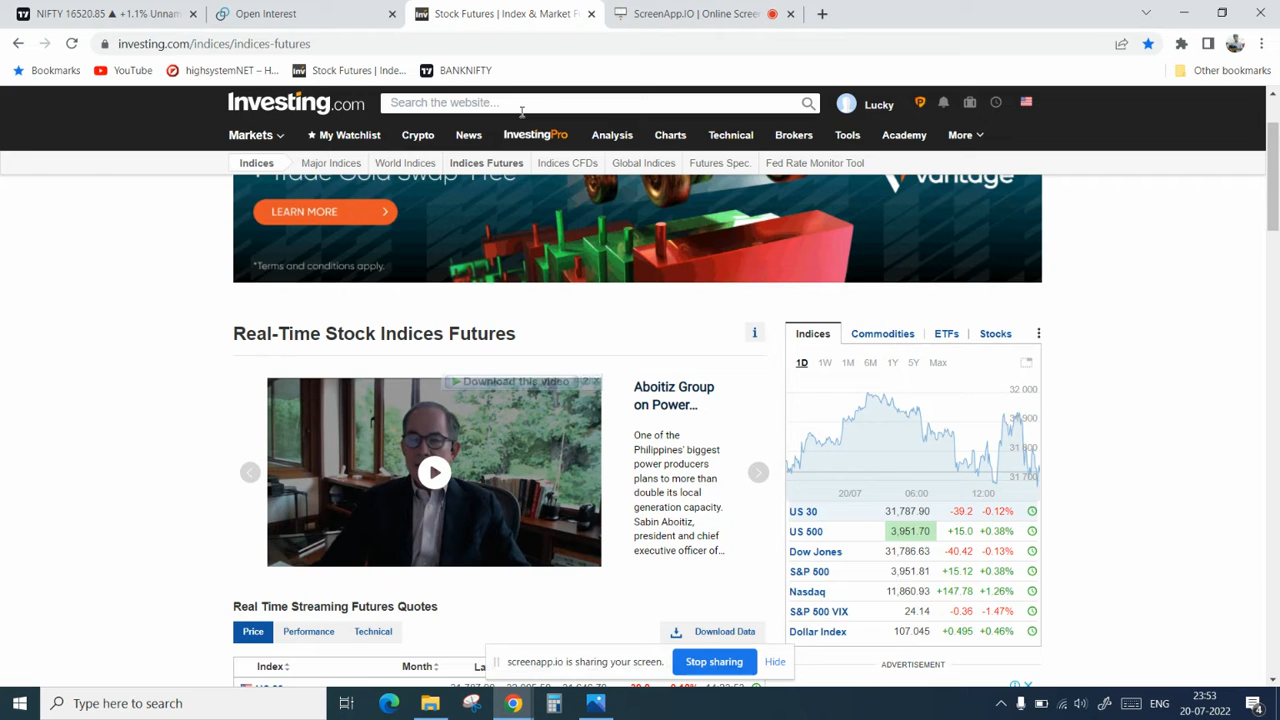 NIFTY 16520.85 ▲ +1.1% Unnam
Open Interest
Stock Futures | Index & Market F
ScreenApp.IO | Online Scree
investing.com/indices/indices-futures
Bookmarks
YouTube
highsystemNET – H...
Stock Futures | Inde...
BANKNIFTY
Other bookmarks
Investing.com
Search the website...
Lucky
Markets
★ My Watchlist
Crypto
News
InvestingPro
Analysis
Charts
Technical
Brokers
Tools
Academy
More
Indices
Major Indices
World Indices
Indices Futures
Indices CFDs
Global Indices
Futures Spec.
Fed Rate Monitor Tool
Trade Gold Swap-Free
vantage
LEARN MORE
*Terms and conditions apply.
Real-Time Stock Indices Futures
Download this video
Aboitiz Group
on Power...
One of the
Philippines' biggest
power producers
plans to more than
double its local
generation capacity.
Sabin Aboitiz,
president and chief
executive officer of...
Indices
Commodities
ETFs
Stocks
1D 1W 1M 6M 1Y 5Y Max
32 000
31 900
31 800
31 700
20/07 06:00 12:00
US 30 31,787.90 -39.2 -0.12%
US 500 3,951.70 +15.0 +0.38%
Dow Jones 31,786.63 -40.42 -0.13%
S&P 500 3,951.81 +15.12 +0.38%
Nasdaq 11,860.93 +147.78 +1.26%
S&P 500 VIX 24.14 -0.36 -1.47%
Dollar Index 107.045 +0.495 +0.46%
ADVERTISEMENT
Real Time Streaming Futures Quotes
Price
Performance
Technical
Download Data
Index
Month
screenapp.io is sharing your screen.
Stop sharing
Hide
Type here to search
ENG
23:53
20-07-2022
4